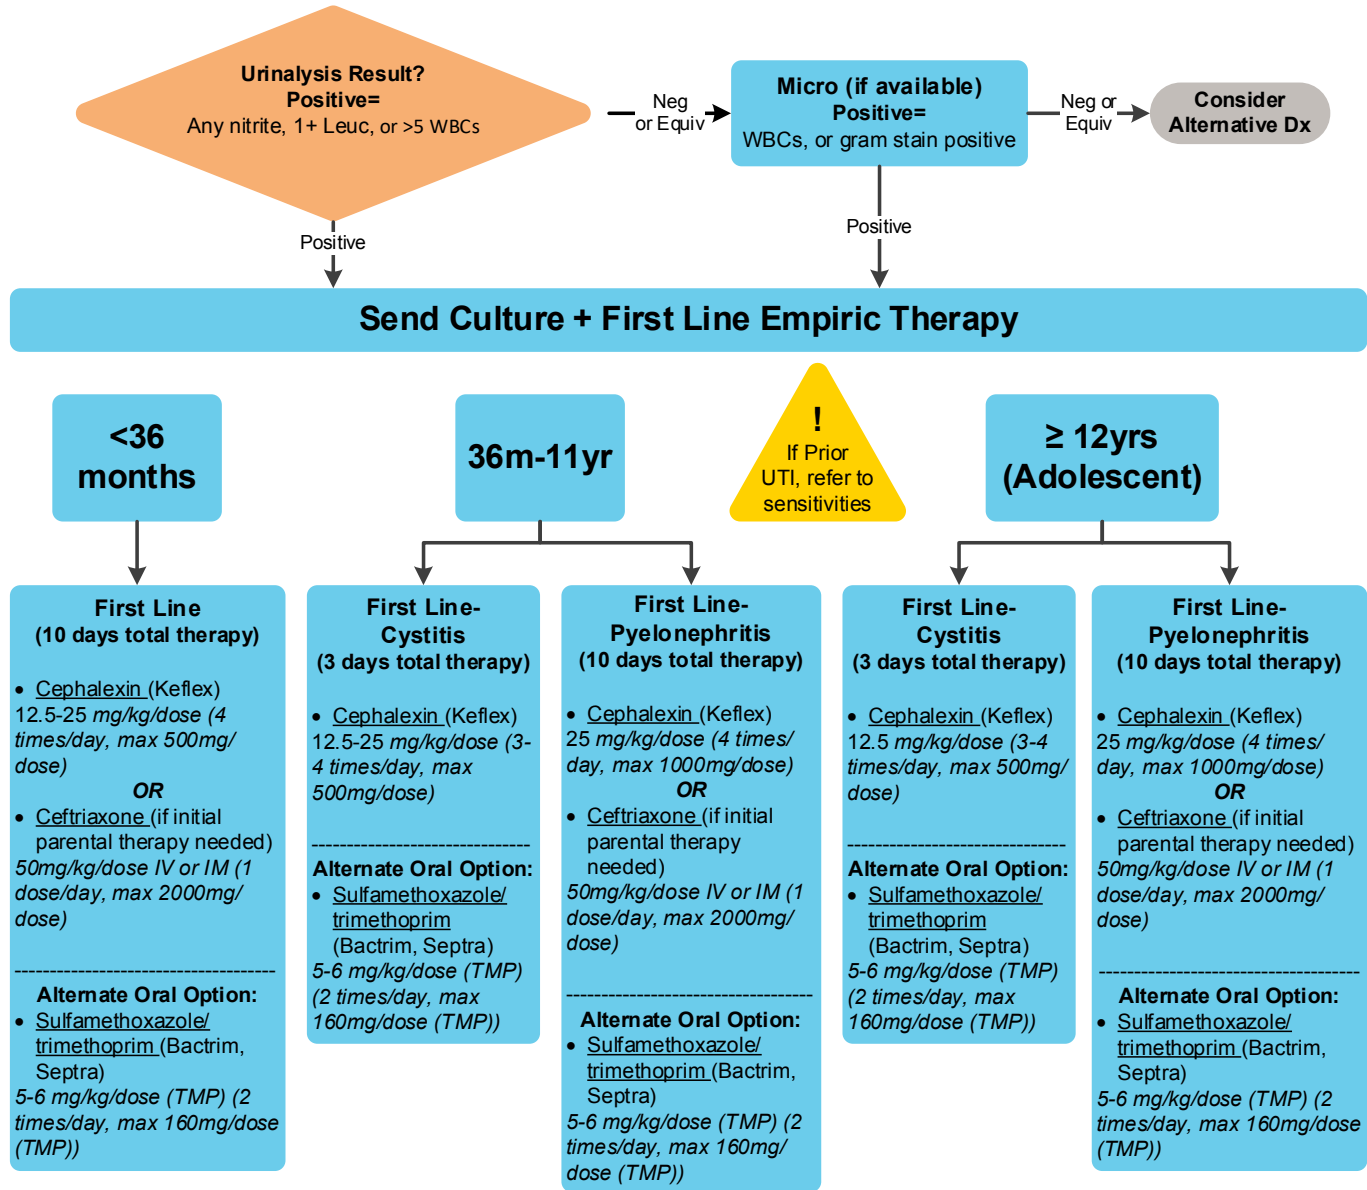 Urinalysis Result?
Positive=
Any nitrite, 1+ Leuc, or >5 WBCs
Neg
or Equiv
Micro (if available)
Positive=
WBCs, or gram stain positive
Neg or
Equiv
Consider
Alternative Dx
Positive
Positive
Send Culture + First Line Empiric Therapy
<36
months
36m-11yr
!
If Prior
UTI, refer to
sensitivities
≥ 12yrs
(Adolescent)
First Line
(10 days total therapy)
• Cephalexin (Keflex)
12.5-25 mg/kg/dose (4
times/day, max 500mg/
dose)
OR
• Ceftriaxone (if initial
parental therapy needed)
50mg/kg/dose IV or IM (1
dose/day, max 2000mg/
dose)
-------------------------------------
Alternate Oral Option:
• Sulfamethoxazole/
trimethoprim (Bactrim,
Septra)
5-6 mg/kg/dose (TMP) (2
times/day, max 160mg/dose
(TMP))
First Line-
Cystitis
(3 days total therapy)
• Cephalexin (Keflex)
12.5-25 mg/kg/dose (3-
4 times/day, max
500mg/dose)
-------------------------------
Alternate Oral Option:
• Sulfamethoxazole/
trimethoprim
(Bactrim, Septra)
5-6 mg/kg/dose (TMP)
(2 times/day, max
160mg/dose (TMP))
First Line-
Pyelonephritis
(10 days total therapy)
• Cephalexin (Keflex)
25 mg/kg/dose (4 times/
day, max 1000mg/dose)
OR
• Ceftriaxone (if initial
parental therapy
needed)
50mg/kg/dose IV or IM (1
dose/day, max 2000mg/
dose)
-----------------------------------
Alternate Oral Option:
• Sulfamethoxazole/
trimethoprim (Bactrim,
Septra)
5-6 mg/kg/dose (TMP) (2
times/day, max 160mg/
dose (TMP))
First Line-
Cystitis
(3 days total therapy)
• Cephalexin (Keflex)
12.5 mg/kg/dose (3-4
times/day, max 500mg/
dose)
-------------------------------
Alternate Oral Option:
• Sulfamethoxazole/
trimethoprim
(Bactrim, Septra)
5-6 mg/kg/dose (TMP)
(2 times/day, max
160mg/dose (TMP))
First Line-
Pyelonephritis
(10 days total therapy)
• Cephalexin (Keflex)
25 mg/kg/dose (4 times/
day, max 1000mg/dose)
OR
• Ceftriaxone (if initial
parental therapy needed)
50mg/kg/dose IV or IM (1
dose/day, max 2000mg/
dose)
-------------------------------------
Alternate Oral Option:
• Sulfamethoxazole/
trimethoprim (Bactrim,
Septra)
5-6 mg/kg/dose (TMP) (2
times/day, max 160mg/dose
(TMP))